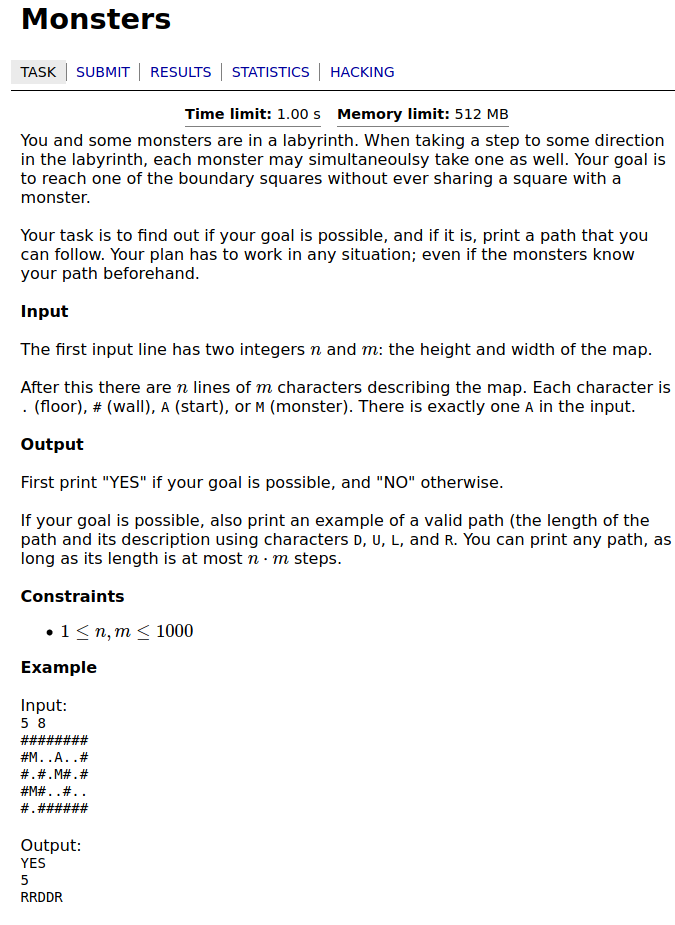 Monsters
TASK | SUBMIT | RESULTS | STATISTICS | HACKING
Time limit: 1.00 s Memory limit: 512 MB
You and some monsters are in a labyrinth. When taking a step to some direction
in the labyrinth, each monster may simultaneoulsy take one as well. Your goal is
to reach one of the boundary squares without ever sharing a square with a
monster.
Your task is to find out if your goal is possible, and if it is, print a path that you
can follow. Your plan has to work in any situation; even if the monsters know
your path beforehand.
Input
The first input line has two integers n and m: the height and width of the map.
After this there are n lines of m characters describing the map. Each character is
. (floor), # (wall), A (start), or M (monster). There is exactly one A in the input.
Output
First print "YES" if your goal is possible, and "NO" otherwise.
If your goal is possible, also print an example of a valid path (the length of the
path and its description using characters D, U, L, and R. You can print any path, as
long as its length is at most n · m steps.
Constraints
• 1 ≤ n, m ≤ 1000
Example
Input:
5 8
########
#M..A..#
#.#.M#.#
#M#..#..
#.######
Output:
YES
5
RRDDR